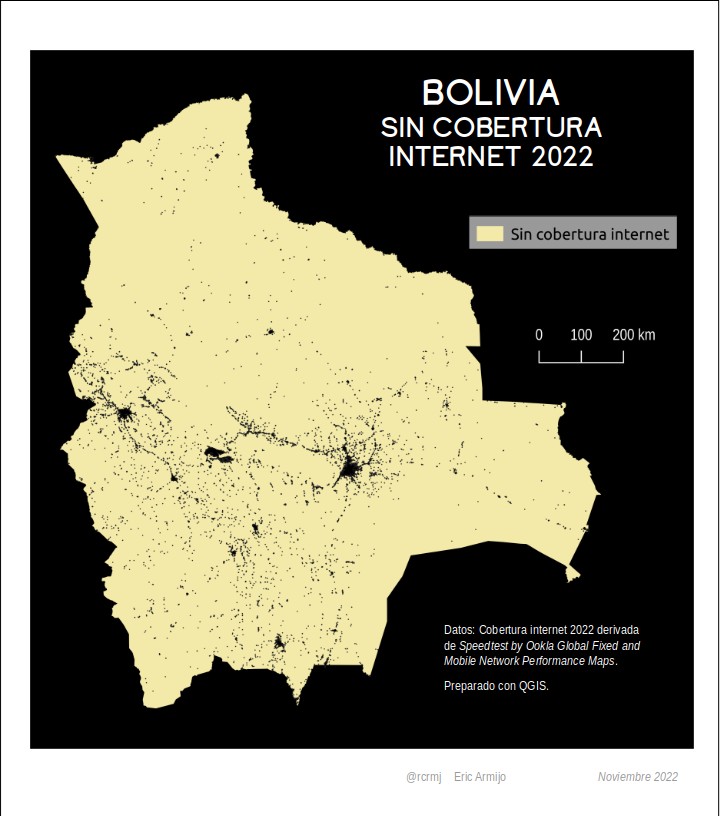 BOLIVIA
SIN COBERTURA
INTERNET 2022
Sin cobertura internet
0 100 200 km
Datos: Cobertura internet 2022 derivada
de Speedtest by Ookla Global Fixed and
Mobile Network Performance Maps.
Preparado con QGIS.
@rcrmj Eric Armijo Noviembre 2022